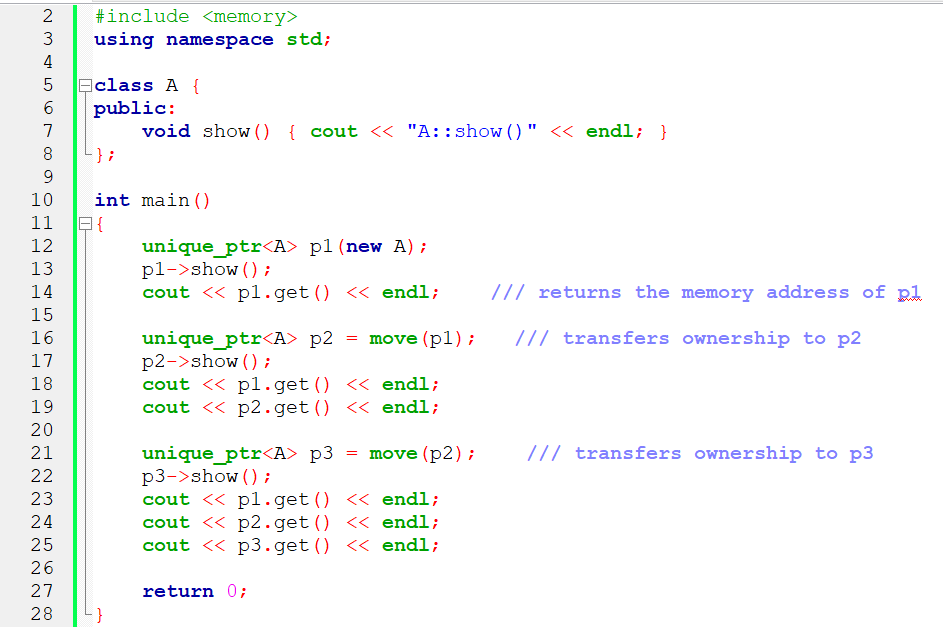 2 #include <memory>
3 using namespace std;
4
5 class A {
6 public:
7     void show() { cout << "A::show()" << endl; }
8 };
9
10 int main()
11 {
12     unique_ptr<A> p1(new A);
13     p1->show();
14     cout << p1.get() << endl;    /// returns the memory address of p1
15
16     unique_ptr<A> p2 = move(p1);   /// transfers ownership to p2
17     p2->show();
18     cout << p1.get() << endl;
19     cout << p2.get() << endl;
20
21     unique_ptr<A> p3 = move(p2);    /// transfers ownership to p3
22     p3->show();
23     cout << p1.get() << endl;
24     cout << p2.get() << endl;
25     cout << p3.get() << endl;
26
27     return 0;
28 }